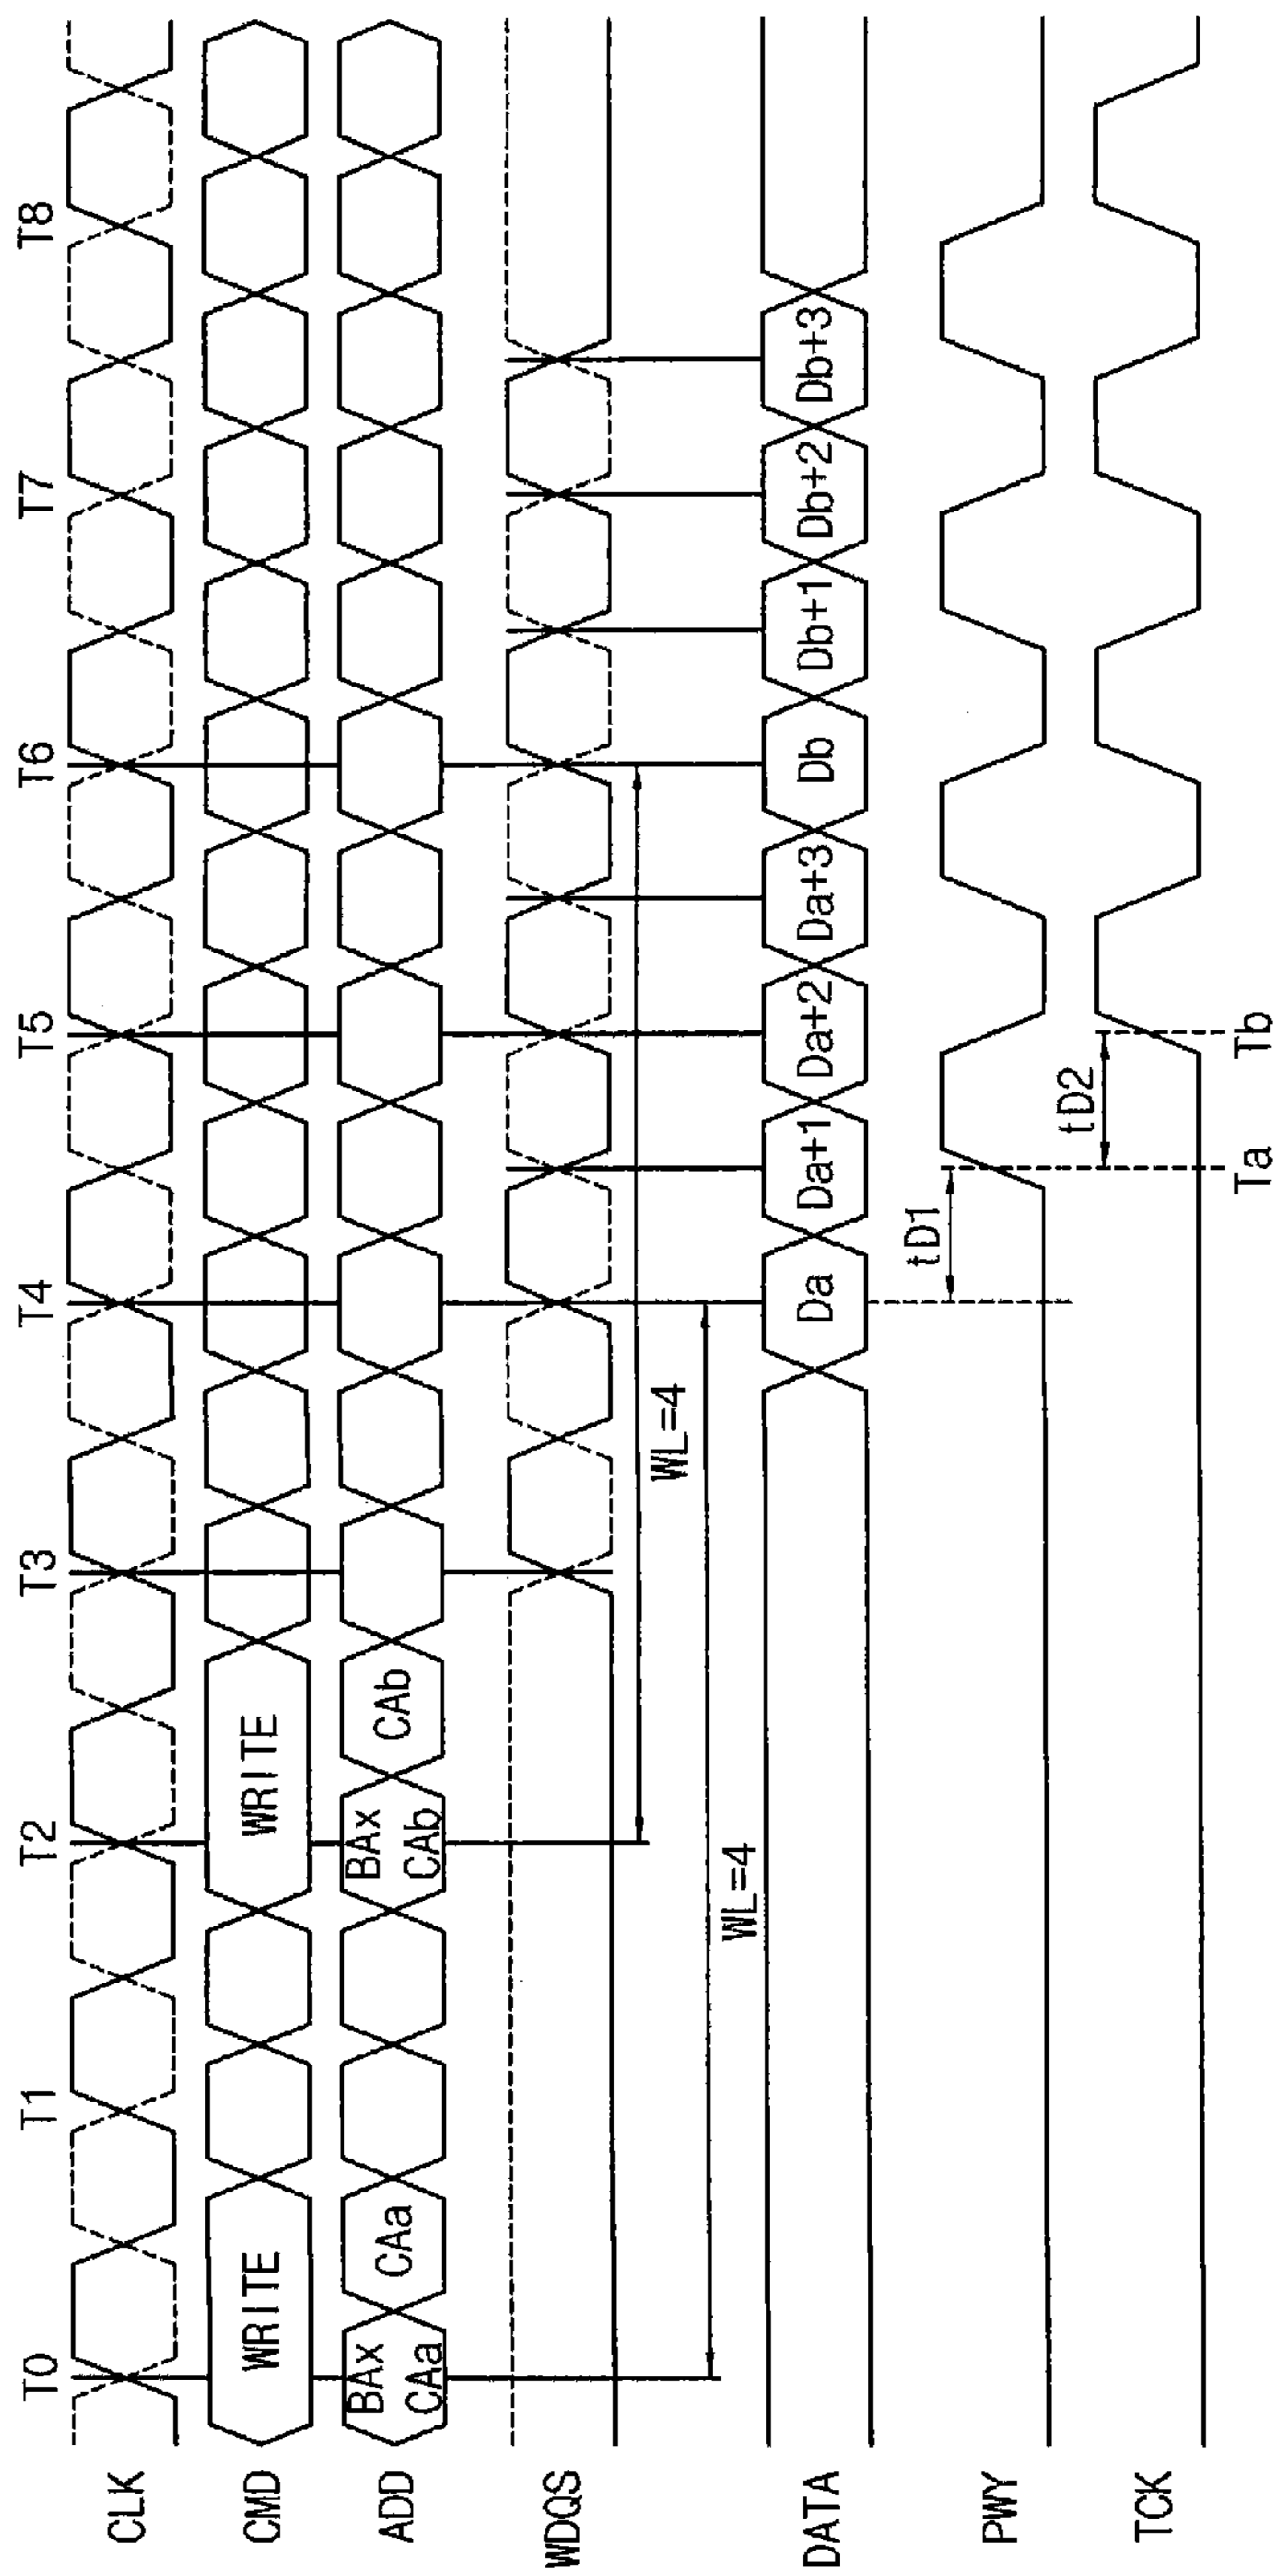 T0 T1 T2 T3 T4 T5 T6 T7 T8
CLK
CMD WRITE WRITE
ADD BAx CAa CAa BAx CAb CAb
WDQS
WL=4
WL=4
DATA Da Da+1 Da+2 Da+3 Db Db+1 Db+2 Db+3
tD1
PWY
tD2
TCK
Ta Tb